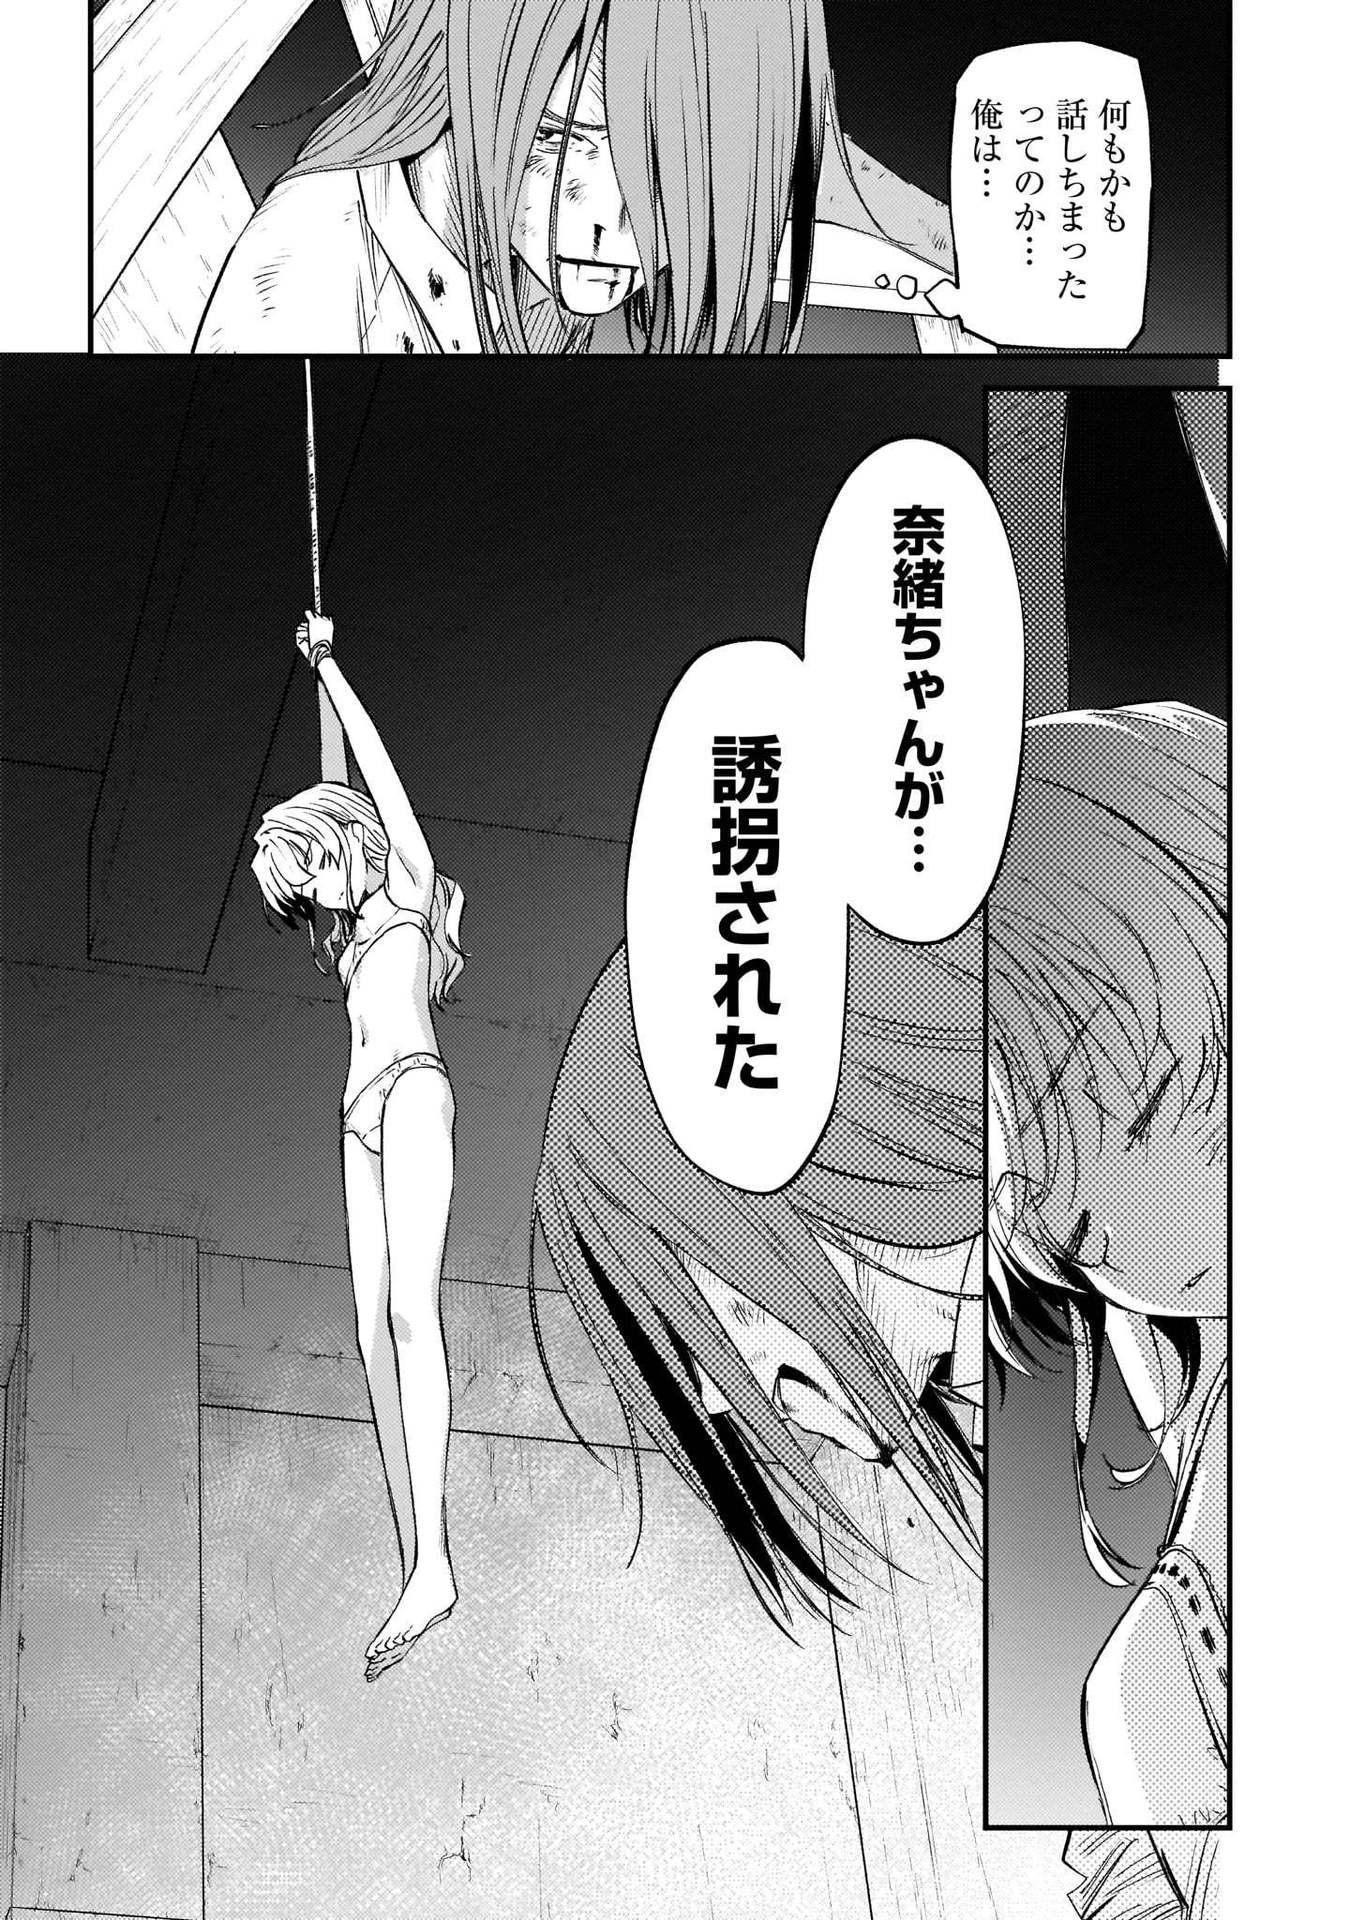 何もかも
話しちまった
ってのか…
俺は…
奈緒ちゃんが…
誘拐された